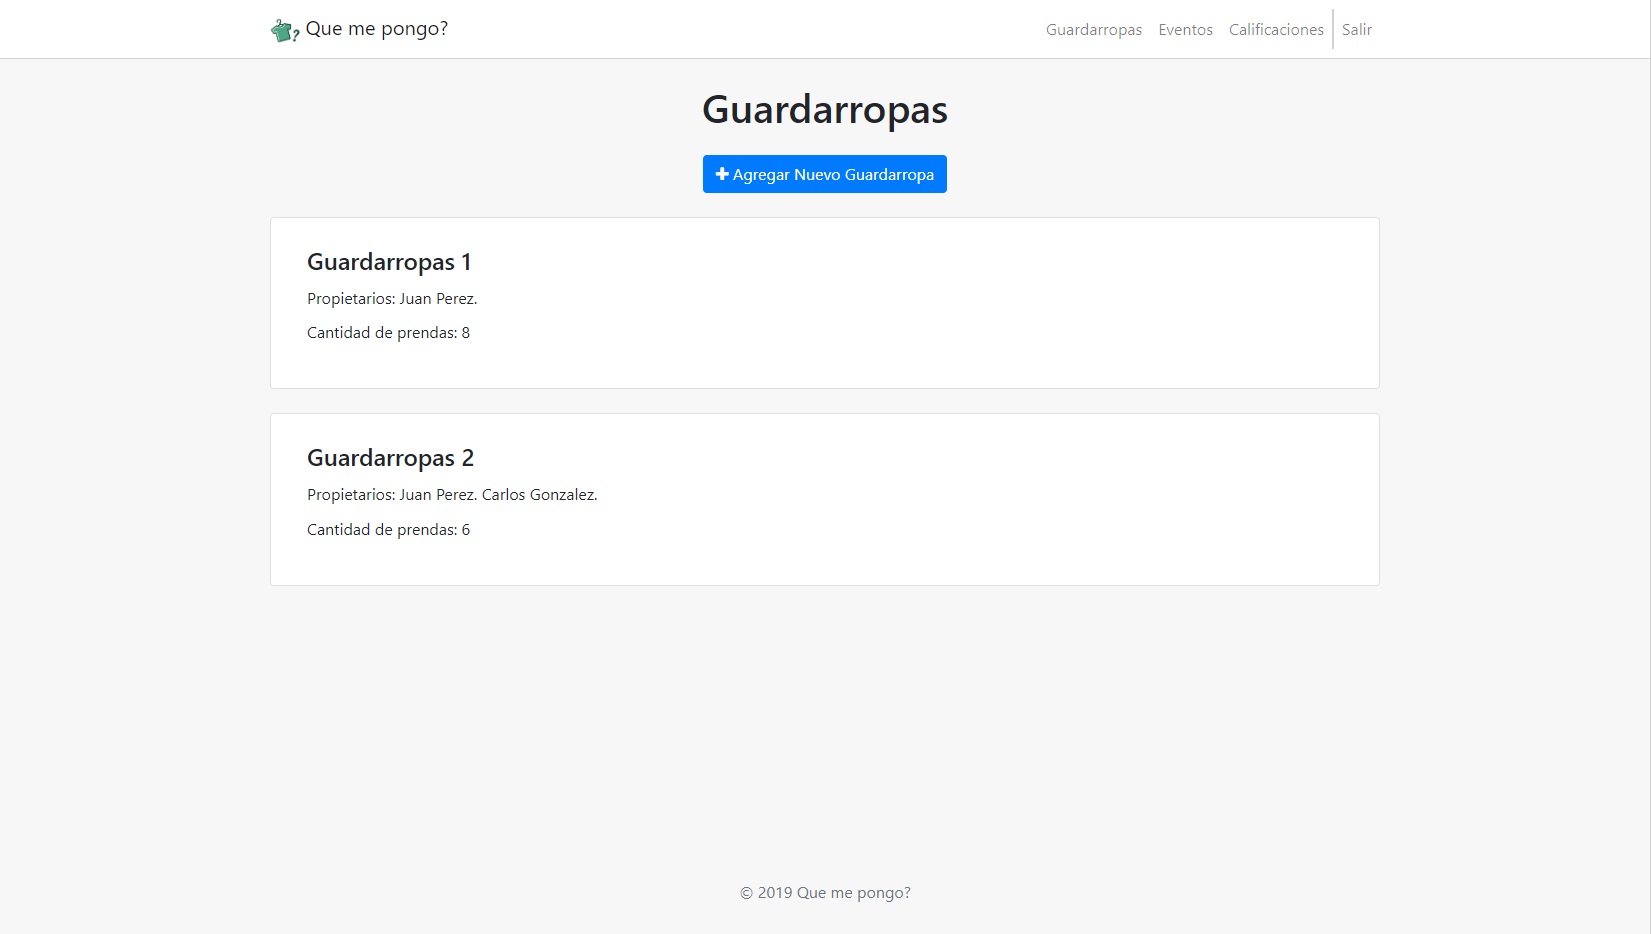 Que me pongo?
Guardarropas Eventos Calificaciones Salir
Guardarropas
Agregar Nuevo Guardarropa
Guardarropas 1
Propietarios: Juan Perez.
Cantidad de prendas: 8
Guardarropas 2
Propietarios: Juan Perez. Carlos Gonzalez.
Cantidad de prendas: 6
© 2019 Que me pongo?